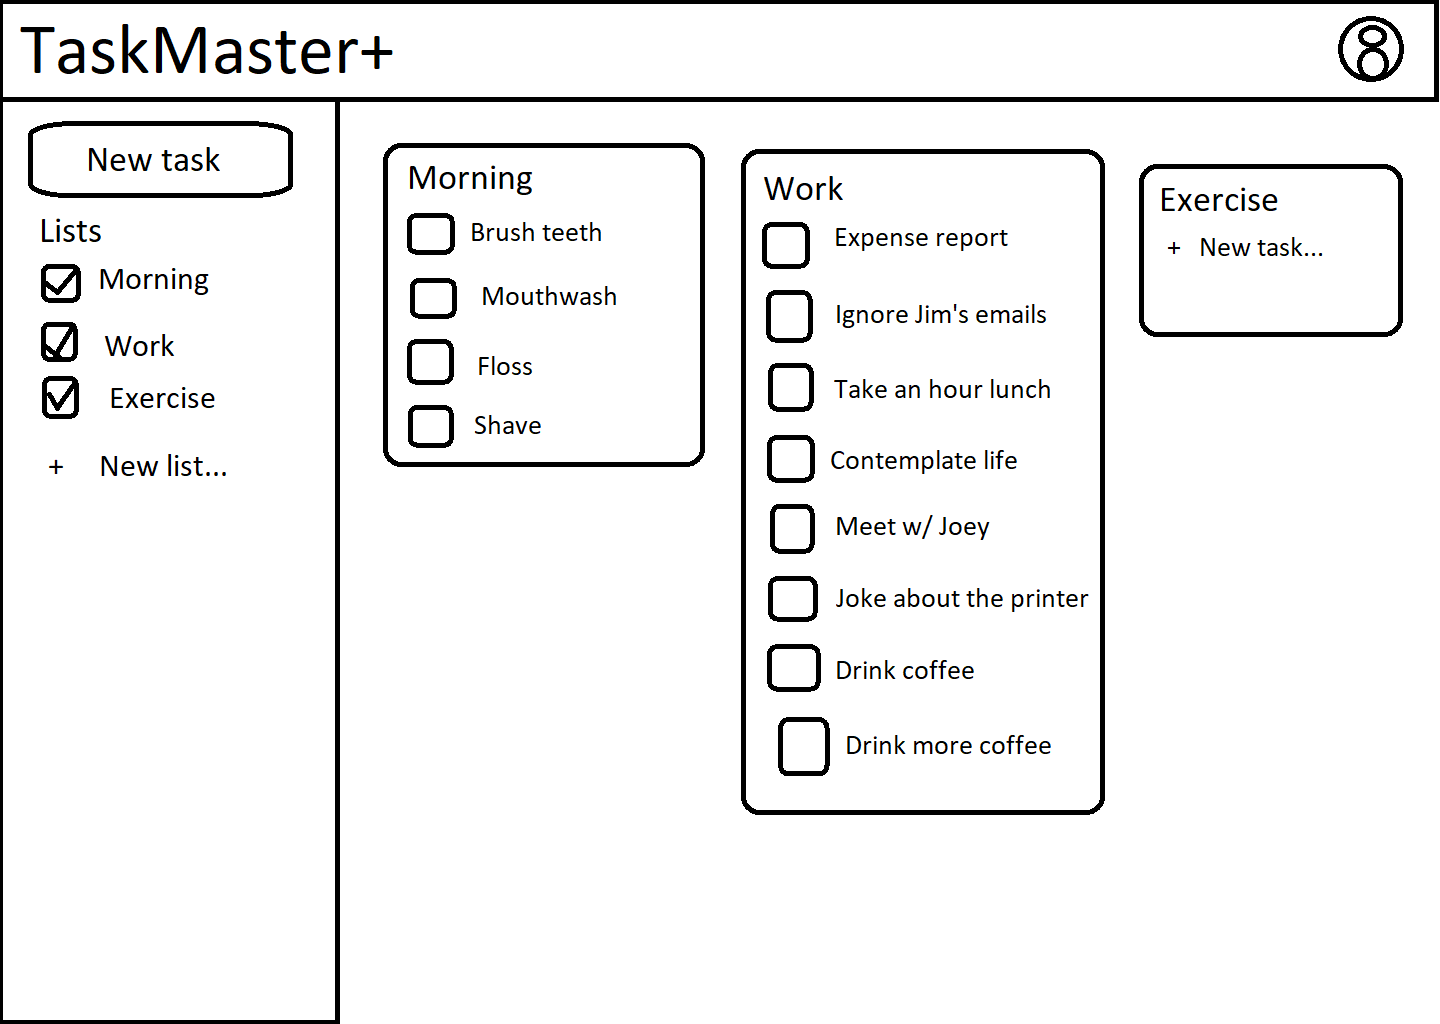 TaskMaster+
New task
Lists
Morning
Work
Exercise
+ New list...
Morning
Brush teeth
Mouthwash
Floss
Shave
Work
Expense report
Ignore Jim's emails
Take an hour lunch
Contemplate life
Meet w/ Joey
Joke about the printer
Drink coffee
Drink more coffee
Exercise
+ New task...